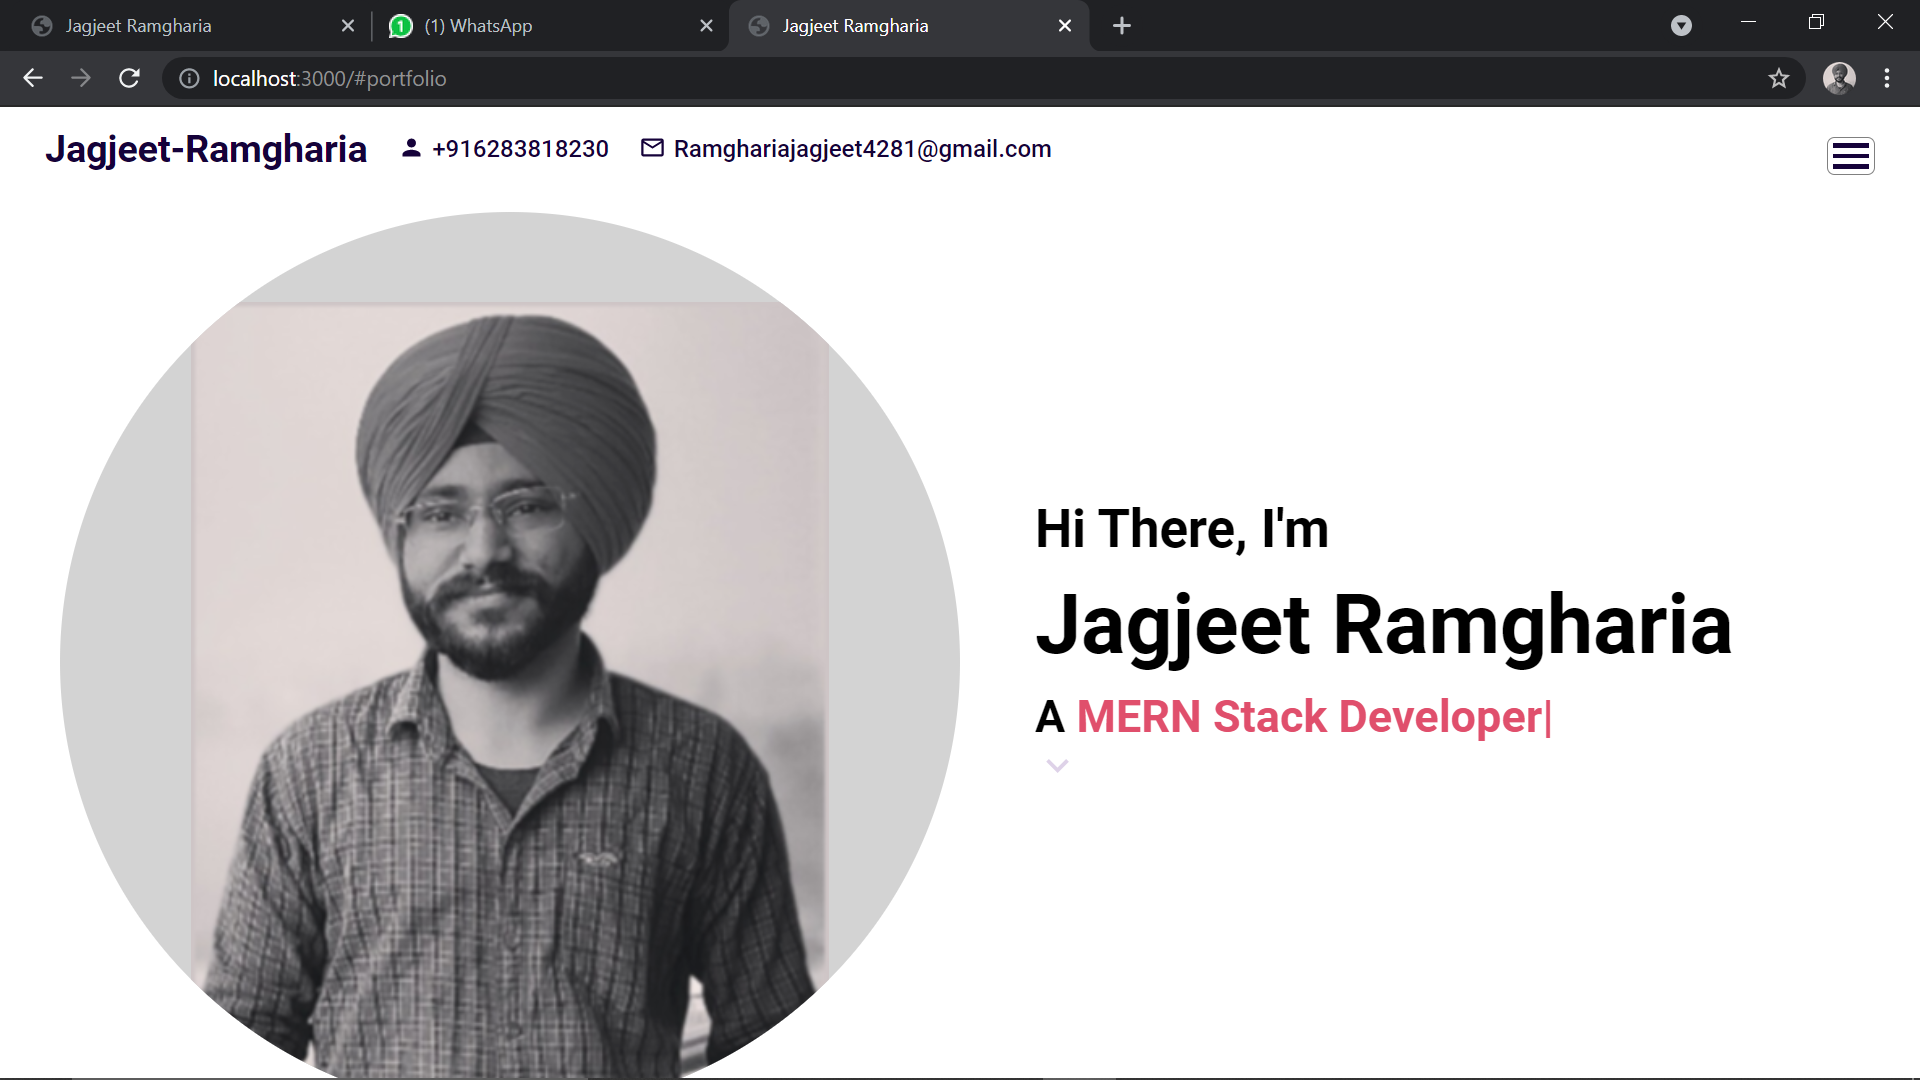 Jagjeet Ramgharia
(1) WhatsApp
Jagjeet Ramgharia
localhost:3000/#portfolio
Jagjeet-Ramgharia +916283818230 Ramghariajagjeet4281@gmail.com
Hi There, I'm
Jagjeet Ramgharia
A MERN Stack Developer|